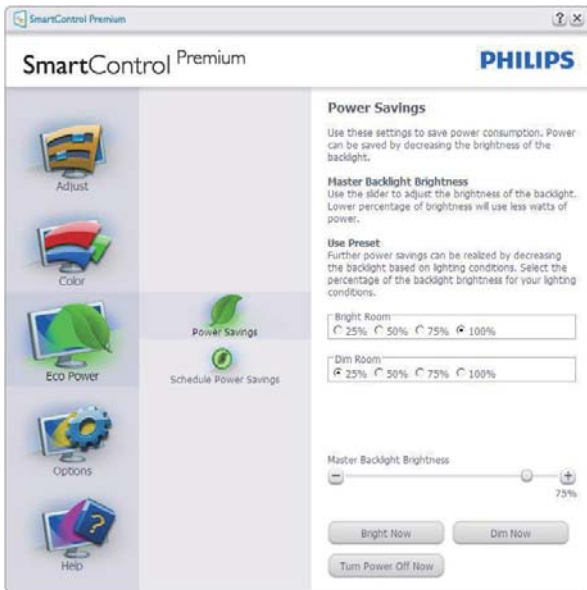 SmartControl Premium
SmartControl Premium
PHILIPS
Adjust
Color
Eco Power
Options
Help
Power Savings
Schedule Power Savings
Power Savings
Use these settings to save power consumption. Power
can be saved by decreasing the brightness of the
backlight.
Master Backlight Brightness
Use the slider to adjust the brightness of the backlight.
Lower percentage of brightness will use less watts of
power.
Use Preset
Further power savings can be realized by decreasing
the backlight based on lighting conditions. Select the
percentage of the backlight brightness for your lighting
conditions.
Bright Room
25% 50% 75% 100%
Dim Room
25% 50% 75% 100%
Master Backlight Brightness
75%
Bright Now Dim Now
Turn Power Off Now